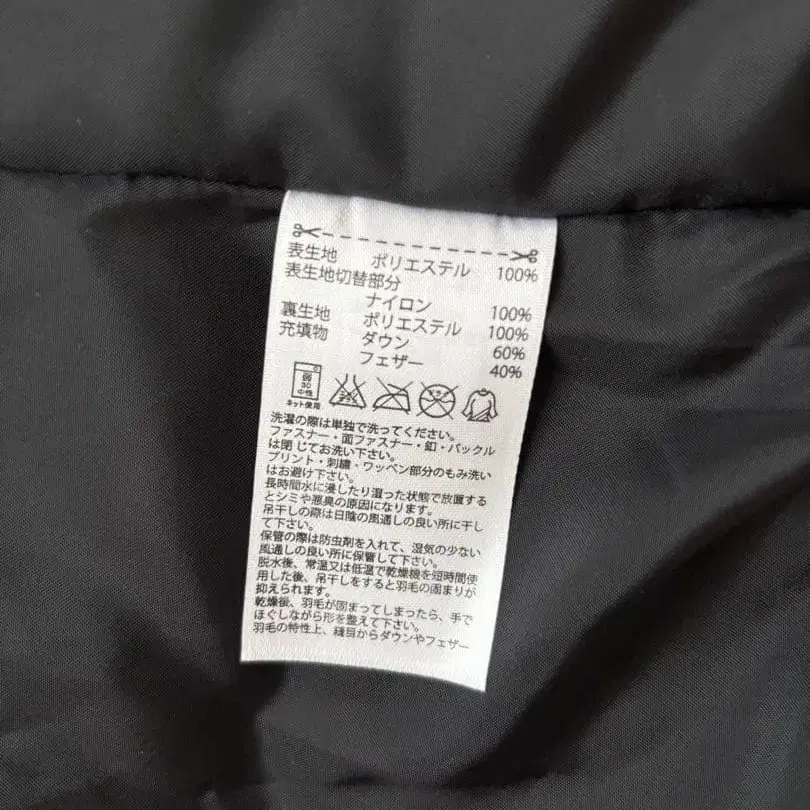 表生地 ポリエステル 100%
表生地切替部分
ナイロン 100%
裏生地 ポリエステル 100%
充填物 ダウン 60%
フェザー 40%
弱
30
中性
ネット使用
洗濯の際は単独で洗ってください。
ファスナー・面ファスナー・釦・バックル
は閉じてお洗い下さい。
プリント・刺繍・ワッペン部分のもみ洗い
はお避け下さい。
長時間水に浸したり湿った状態で放置する
とシミや悪臭の原因になります。
吊干しの際は日陰の風通しの良い所に干し
て下さい。
保管の際は防虫剤を入れて、湿気の少ない
風通しの良い所に保管して下さい。
脱水後、常温又は低温で乾燥機を短時間使
用した後、吊干しをすると羽毛の固まりが
抑えられます。
乾燥後、羽毛が固まってしまったら、手で
ほぐしながら形を整えて下さい。
羽毛の特性上、縫目からダウンやフェザー